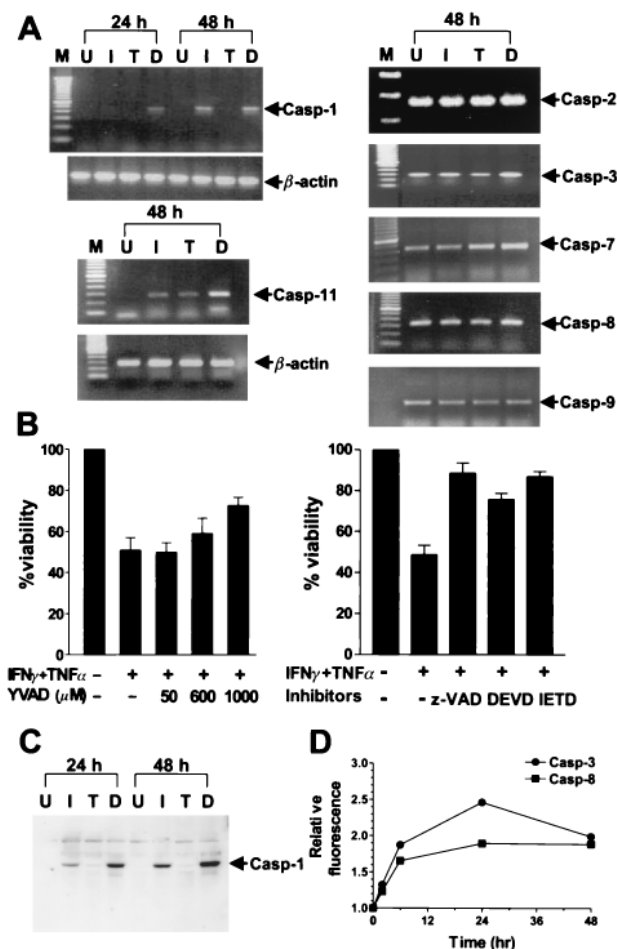 A
24 h 48 h
M U I T D U I T D
Casp-1
β-actin
48 h
M U I T D
Casp-11
β-actin
48 h
M U I T D
Casp-2
Casp-3
Casp-7
Casp-8
Casp-9
B
100
80
60
40
20
0
%viability
IFNγ+TNFα - + + + +
YVAD (μM) - - 50 600 1000
100
80
60
40
20
0
% viability
IFNγ+TNFα - + + + +
Inhibitors - - z-VAD DEVD IETD
C
24 h 48 h
U I T D U I T D
Casp-1
D
3.0
2.5
2.0
1.5
1.0
Relative fluorescence
Casp-3
Casp-8
0 12 24 36 48
Time (hr)